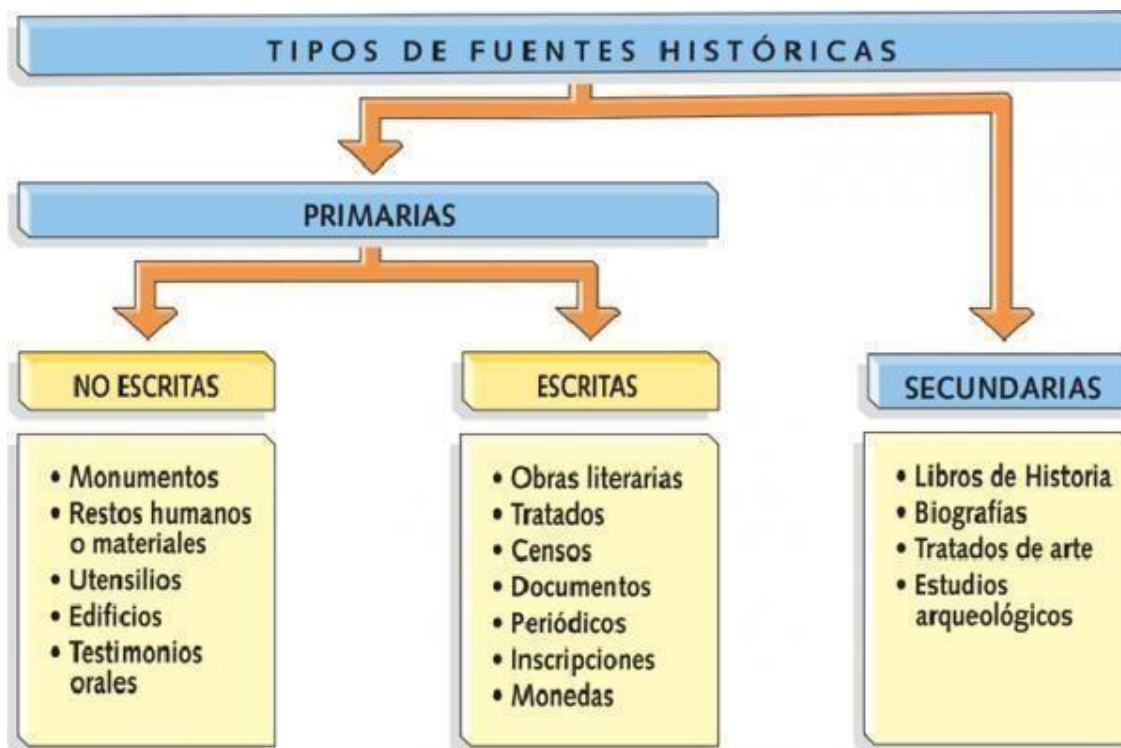 TIPOS DE FUENTES HISTÓRICAS
PRIMARIAS
NO ESCRITAS
• Monumentos
• Restos humanos
o materiales
• Utensilios
• Edificios
• Testimonios
orales
ESCRITAS
• Obras literarias
• Tratados
• Censos
• Documentos
• Periódicos
• Inscripciones
• Monedas
SECUNDARIAS
• Libros de Historia
• Biografías
• Tratados de arte
• Estudios
arqueológicos